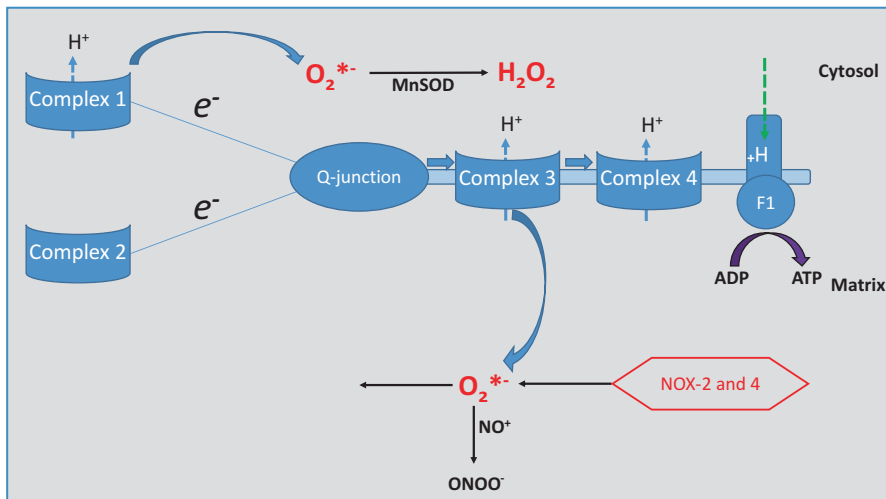 H⁺
Complex 1
O₂*⁻
MnSOD
H₂O₂
Cytosol
e⁻
H⁺
H⁺
₊H
Q-junction
Complex 3
Complex 4
F1
e⁻
Complex 2
ADP
ATP
Matrix
O₂*⁻
NOX-2 and 4
NO⁺
ONOO⁻